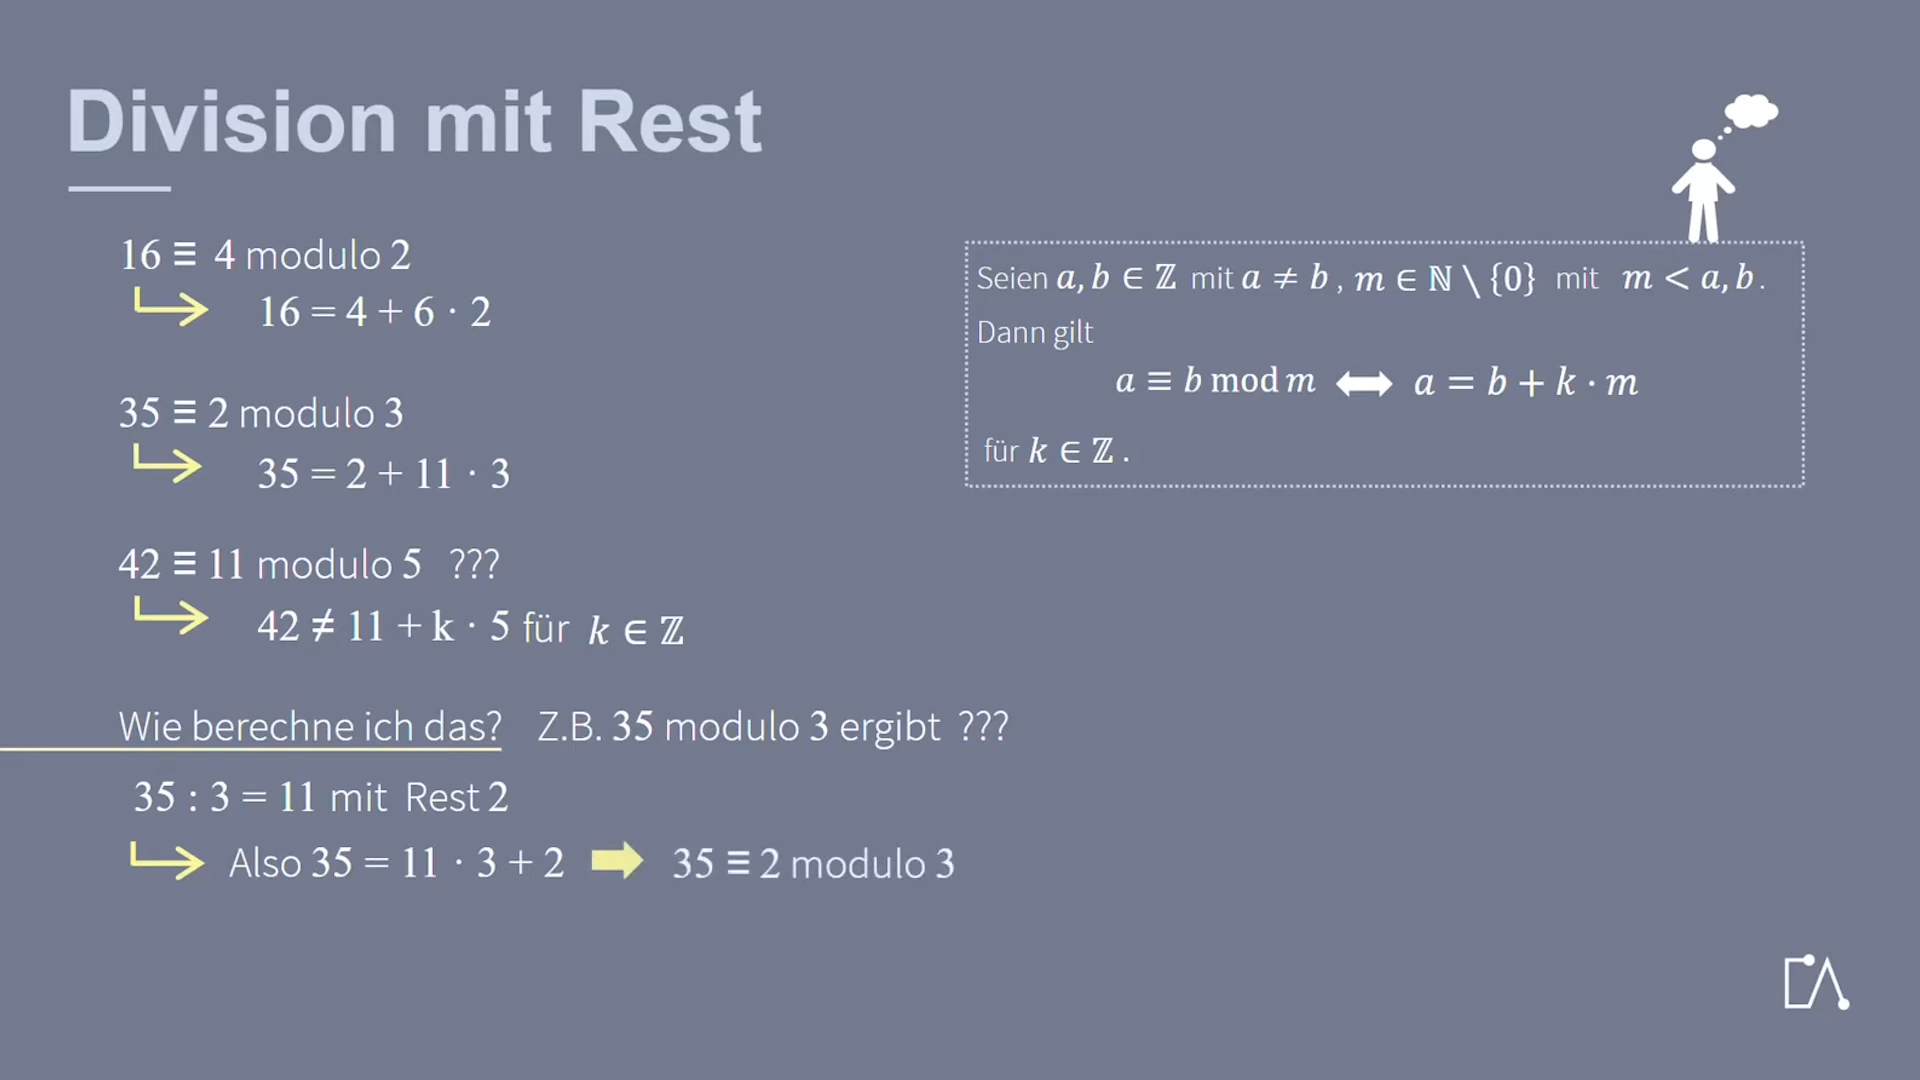 Division mit Rest
16 ≡ 4 modulo 2
16 = 4 + 6 · 2
35 ≡ 2 modulo 3
35 = 2 + 11 · 3
42 ≡ 11 modulo 5 ???
42 ≠ 11 + k · 5 für k ∈ ℤ
Seien a, b ∈ ℤ mit a ≠ b , m ∈ ℕ \ {0} mit m < a, b .
Dann gilt
a ≡ b mod m ⟺ a = b + k · m
für k ∈ ℤ .
Wie berechne ich das? Z.B. 35 modulo 3 ergibt ???
35 : 3 = 11 mit Rest 2
Also 35 = 11 · 3 + 2 ➡ 35 ≡ 2 modulo 3